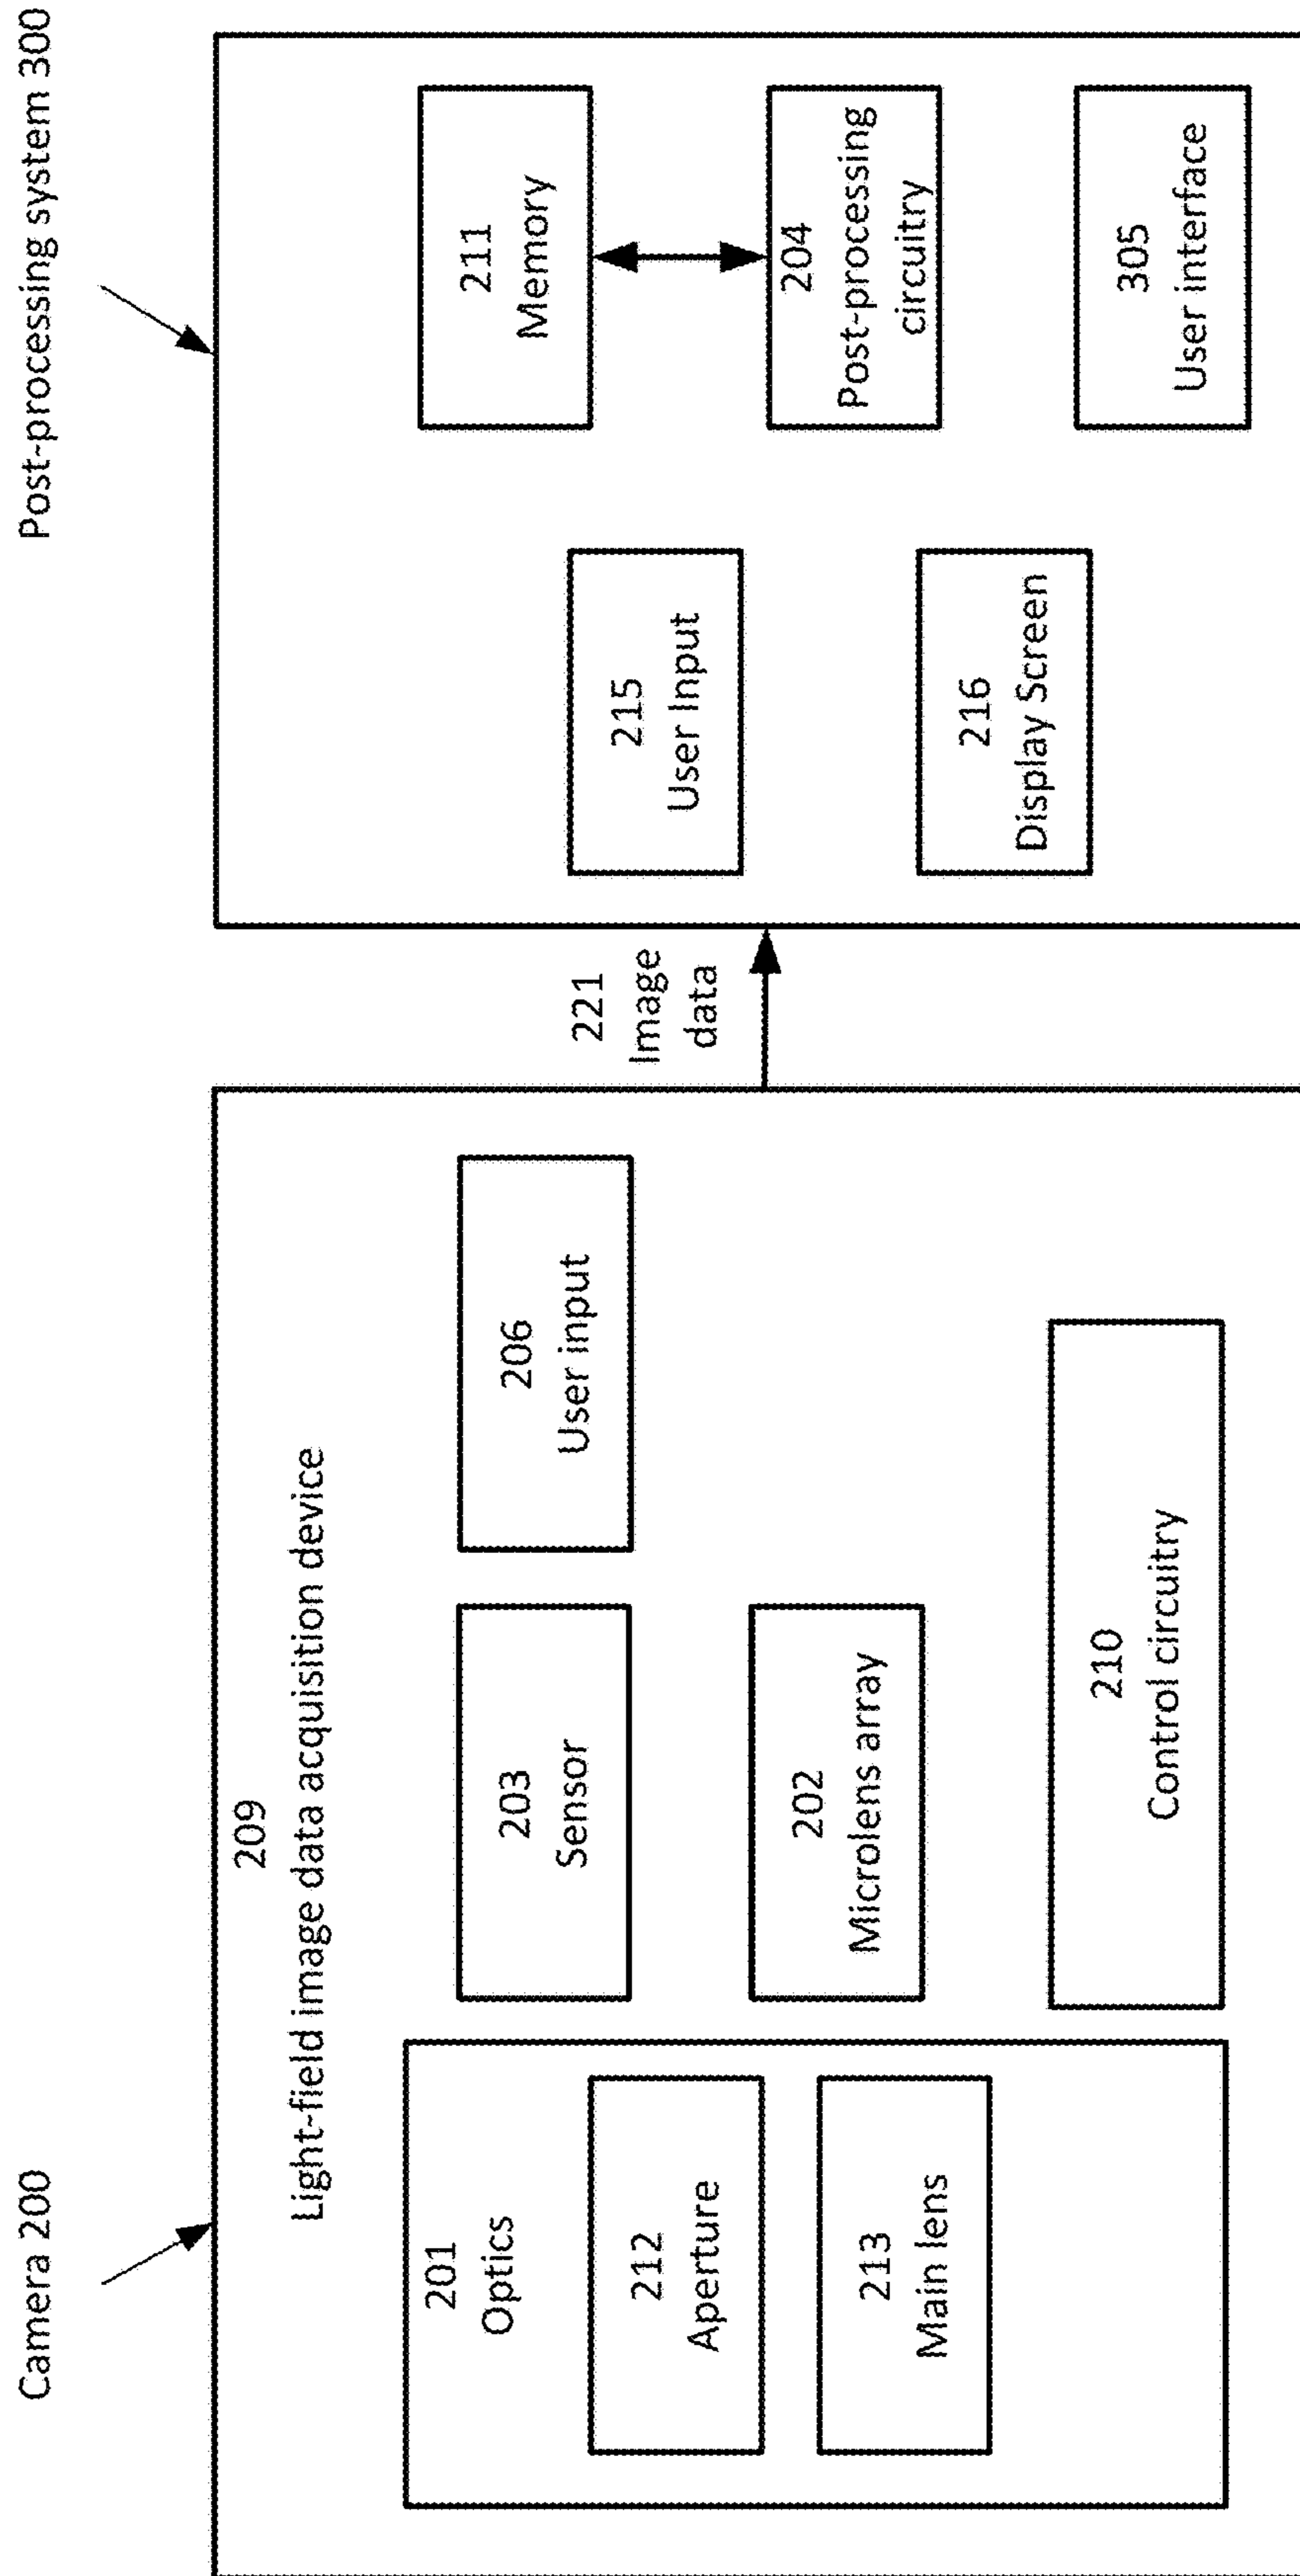 Camera 200
209
Light-field image data acquisition device
201
Optics
212
Aperture
213
Main lens
203
Sensor
202
Microlens array
206
User input
210
Control circuitry
221
Image
data
Post-processing system 300
215
User Input
216
Display Screen
211
Memory
204
Post-processing
circuitry
305
User interface